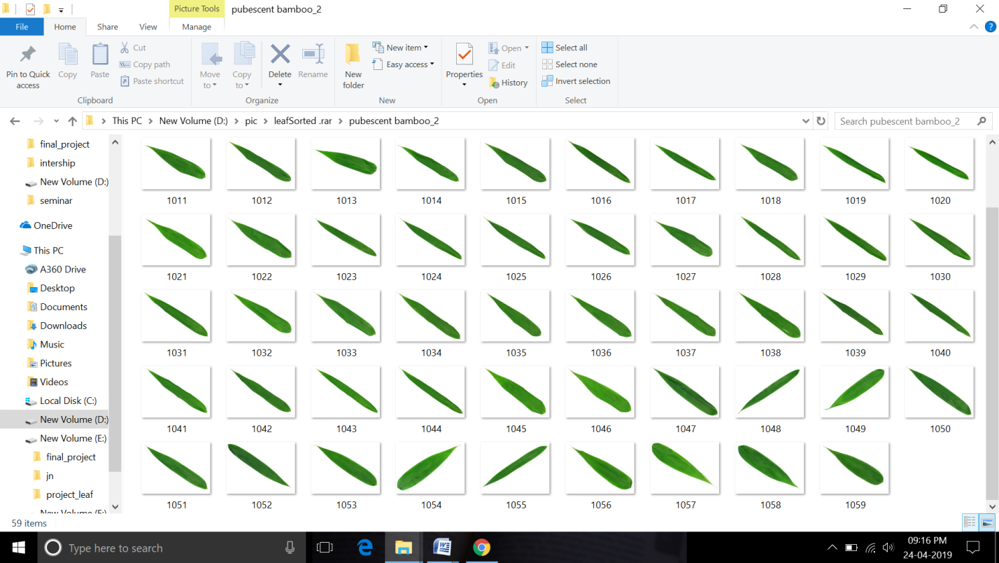 Picture Tools pubescent bamboo_2
File Home Share View Manage
Pin to Quick access
Copy
Paste
Cut
Copy path
Paste shortcut
Clipboard
Move to
Copy to
Delete
Rename
Organize
New folder
New item
Easy access
New
Properties
Open
Edit
History
Open
Select all
Select none
Invert selection
Select
This PC New Volume (D:) pic leafSorted .rar pubescent bamboo_2
Search pubescent bamboo_2
final_project
intership
New Volume (D:)
seminar
OneDrive
This PC
A360 Drive
Desktop
Documents
Downloads
Music
Pictures
Videos
Local Disk (C:)
New Volume (D:)
New Volume (E:)
final_project
jn
project_leaf
New Volume (E:)
1011 1012 1013 1014 1015 1016 1017 1018 1019 1020
1021 1022 1023 1024 1025 1026 1027 1028 1029 1030
1031 1032 1033 1034 1035 1036 1037 1038 1039 1040
1041 1042 1043 1044 1045 1046 1047 1048 1049 1050
1051 1052 1053 1054 1055 1056 1057 1058 1059
59 items
Type here to search
09:16 PM
24-04-2019